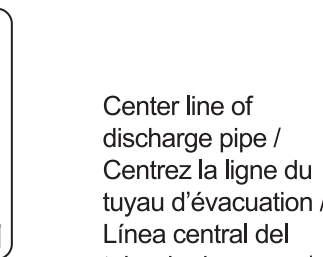 Center line of
discharge pipe /
Centrez la ligne du
tuyau d'évacuation /
Línea central del